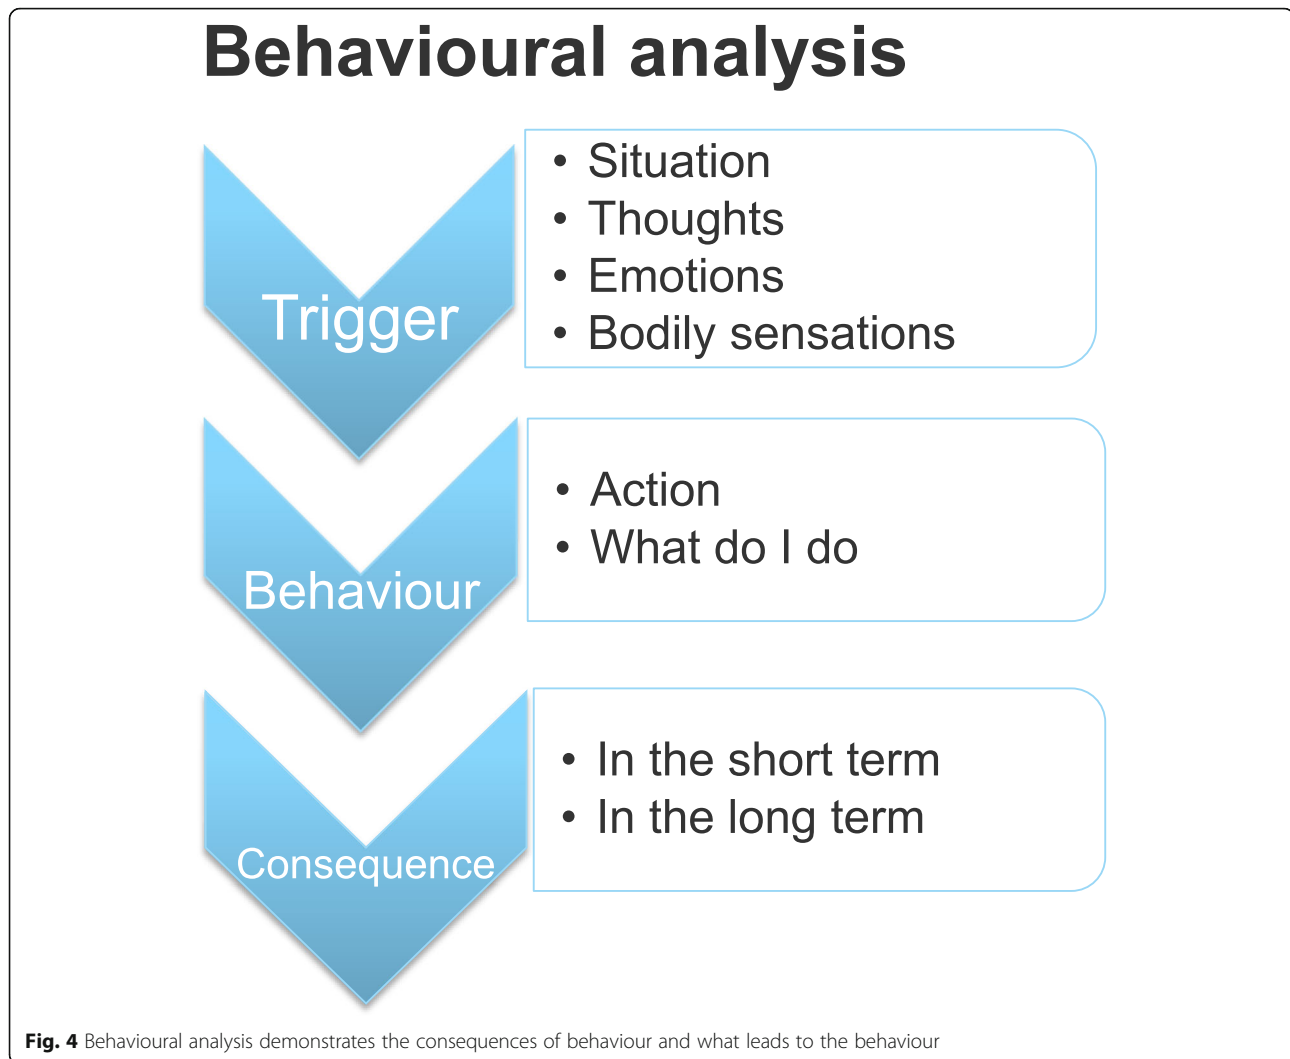 Behavioural analysis
Trigger
• Situation
• Thoughts
• Emotions
• Bodily sensations
Behaviour
• Action
• What do I do
Consequence
• In the short term
• In the long term
Fig. 4 Behavioural analysis demonstrates the consequences of behaviour and what leads to the behaviour